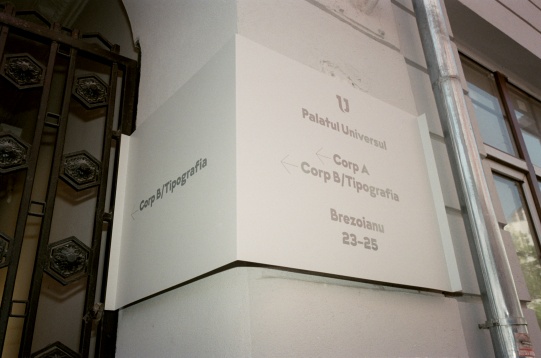 Corp B/Tipografia
U
Palatul Universul
Corp A
Corp B/Tipografia
Brezoianu
23-25